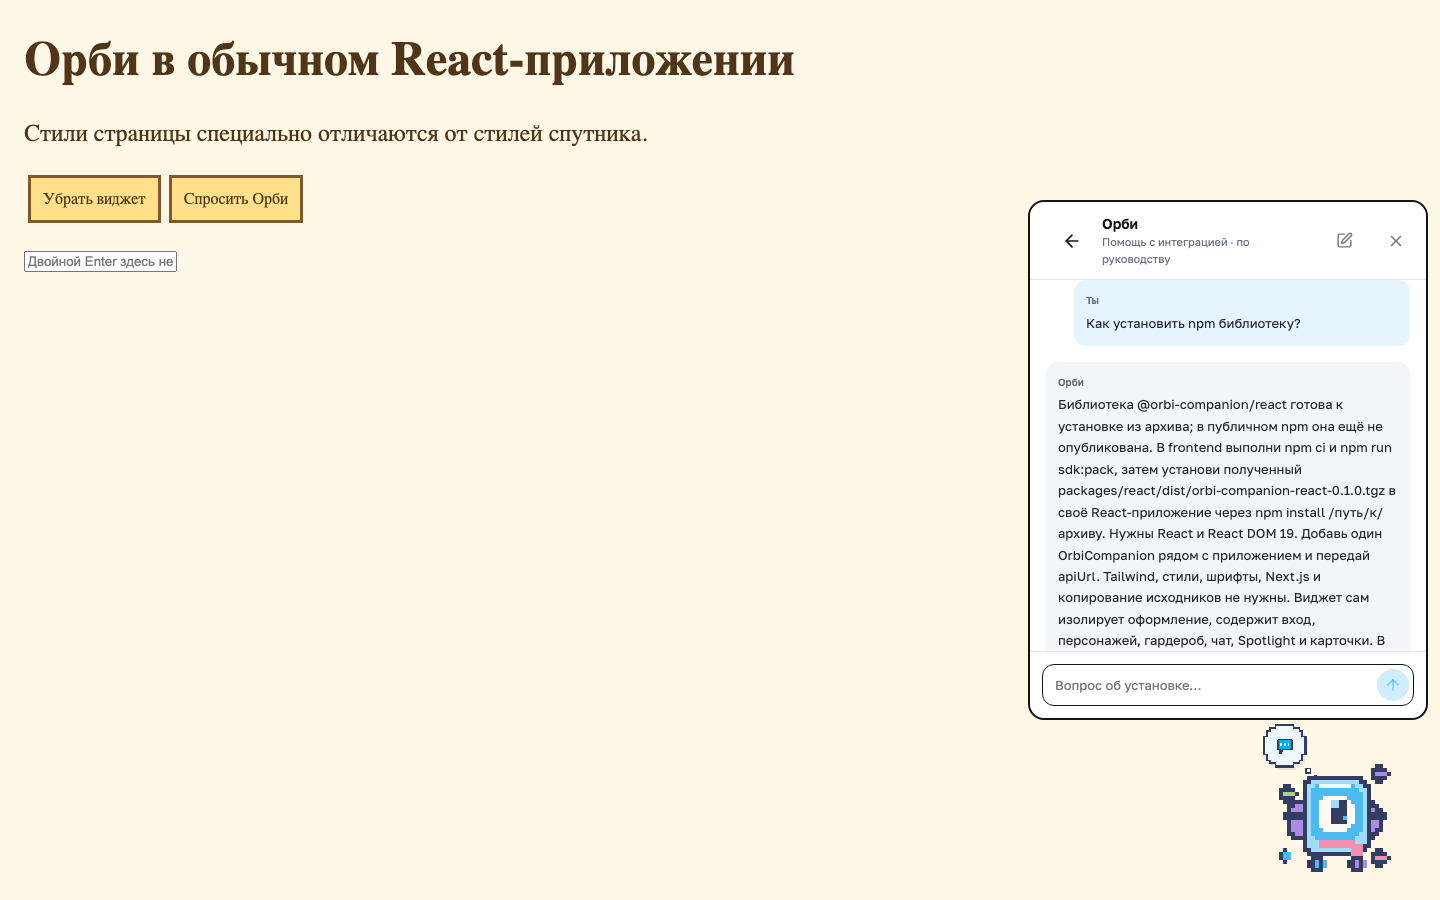 Орби в обычном React-приложении
Стили страницы специально отличаются от стилей спутника.
Убрать виджет
Спросить Орби
Двойной Enter здесь не
Орби
Помощь с интеграцией · по
руководству
Ты
Как установить npm библиотеку?
Орби
Библиотека @orbi-companion/react готова к
установке из архива; в публичном npm она ещё не
опубликована. В frontend выполни npm ci и npm run
sdk:pack, затем установи полученный
packages/react/dist/orbi-companion-react-0.1.0.tgz в
своё React-приложение через npm install /путь/к/
архиву. Нужны React и React DOM 19. Добавь один
OrbiCompanion рядом с приложением и передай
apiUrl. Tailwind, стили, шрифты, Next.js и
копирование исходников не нужны. Виджет сам
изолирует оформление, содержит вход,
персонажей, гардероб, чат, Spotlight и карточки. В
Вопрос об установке...